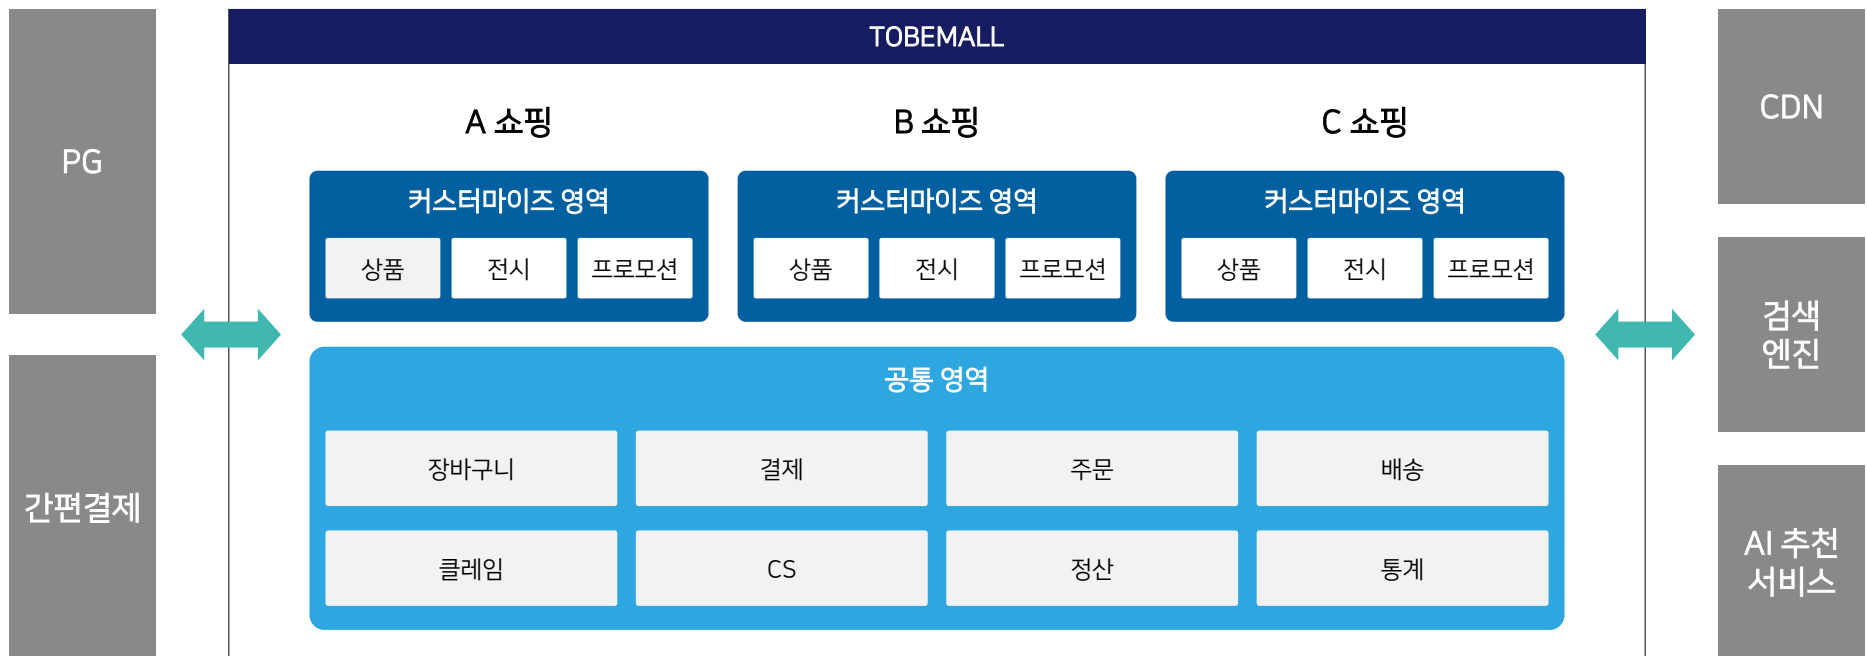 TOBEMALL
PG
간편결제
A 쇼핑
B 쇼핑
C 쇼핑
커스터마이즈 영역
상품
전시
프로모션
커스터마이즈 영역
상품
전시
프로모션
커스터마이즈 영역
상품
전시
프로모션
공통 영역
장바구니
결제
주문
배송
클레임
CS
정산
통계
CDN
검색
엔진
AI 추천
서비스